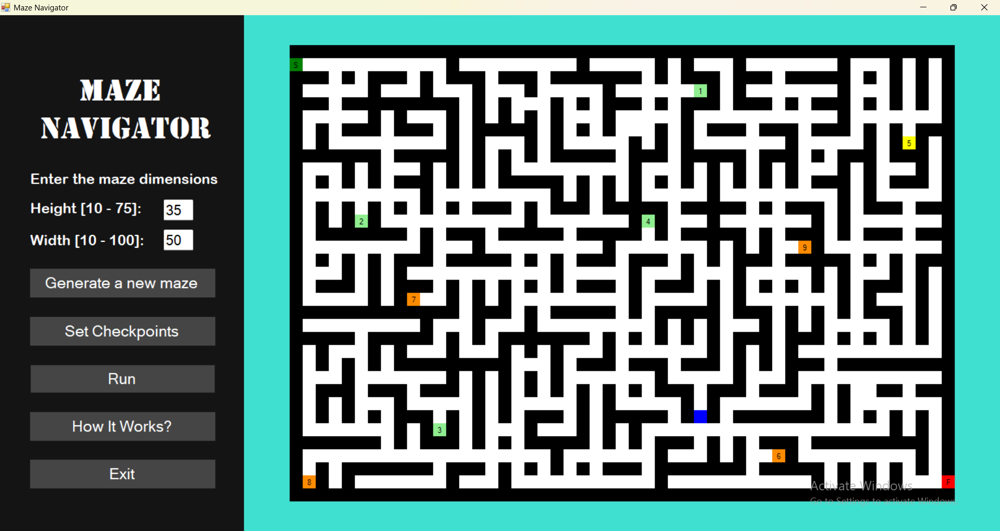 Maze Navigator
MAZE
NAVIGATOR
Enter the maze dimensions
Height [10 - 75]: 35
Width [10 - 100]: 50
Generate a new maze
Set Checkpoints
Run
How It Works?
Exit
S
1
5
2
4
9
7
3
6
8
F
Activate Windows
Go to Settings to activate Windows.